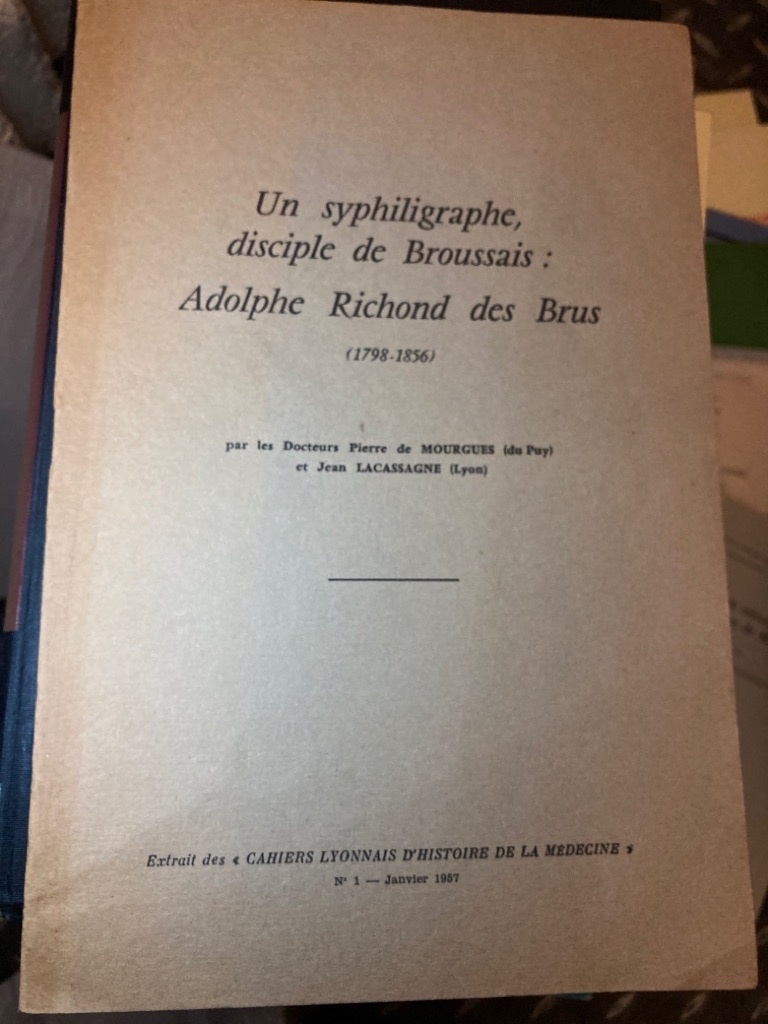 Un syphiligraphe,
disciple de Broussais :
Adolphe Richond des Brus
(1798-1856)
par les Docteurs Pierre de MOURGUES (du Puy)
et Jean LACASSAGNE (Lyon)
Extrait des « CAHIERS LYONNAIS D'HISTOIRE DE LA MÉDECINE »
N° 1 — Janvier 1957